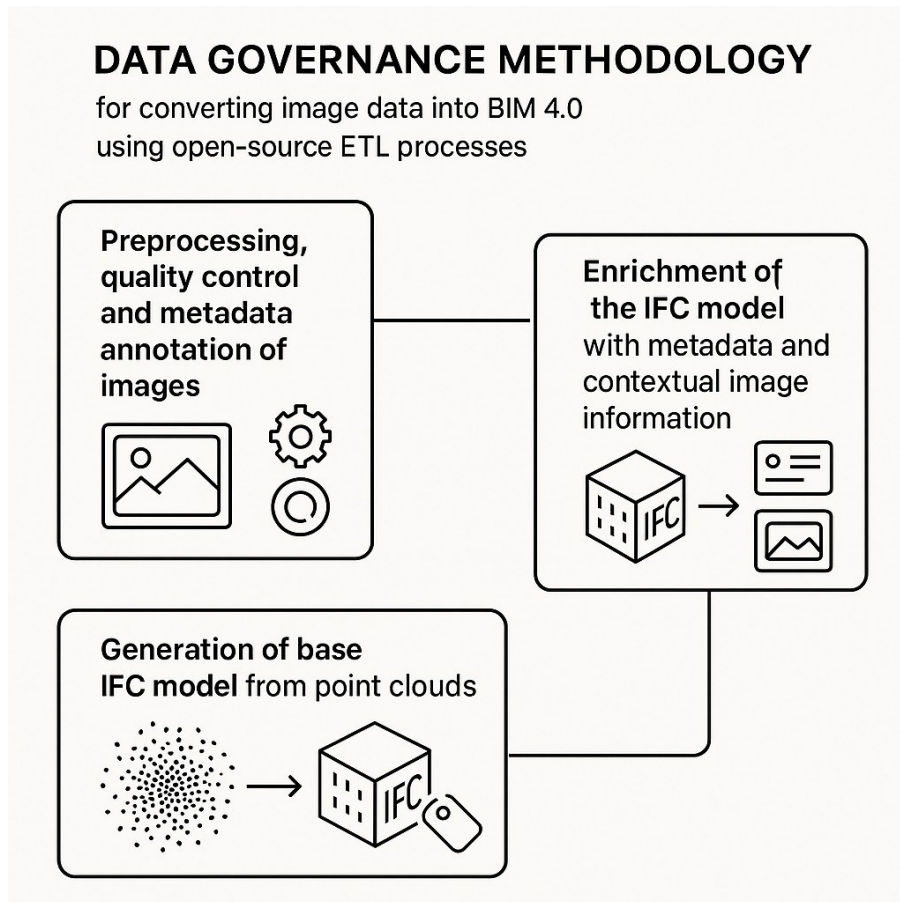 DATA GOVERNANCE METHODOLOGY
for converting image data into BIM 4.0
using open-source ETL processes
Preprocessing,
quality control
and metadata
annotation of
images
Enrichment of
the IFC model
with metadata and
contextual image
information
IFC
Generation of base
IFC model from point clouds
IFC